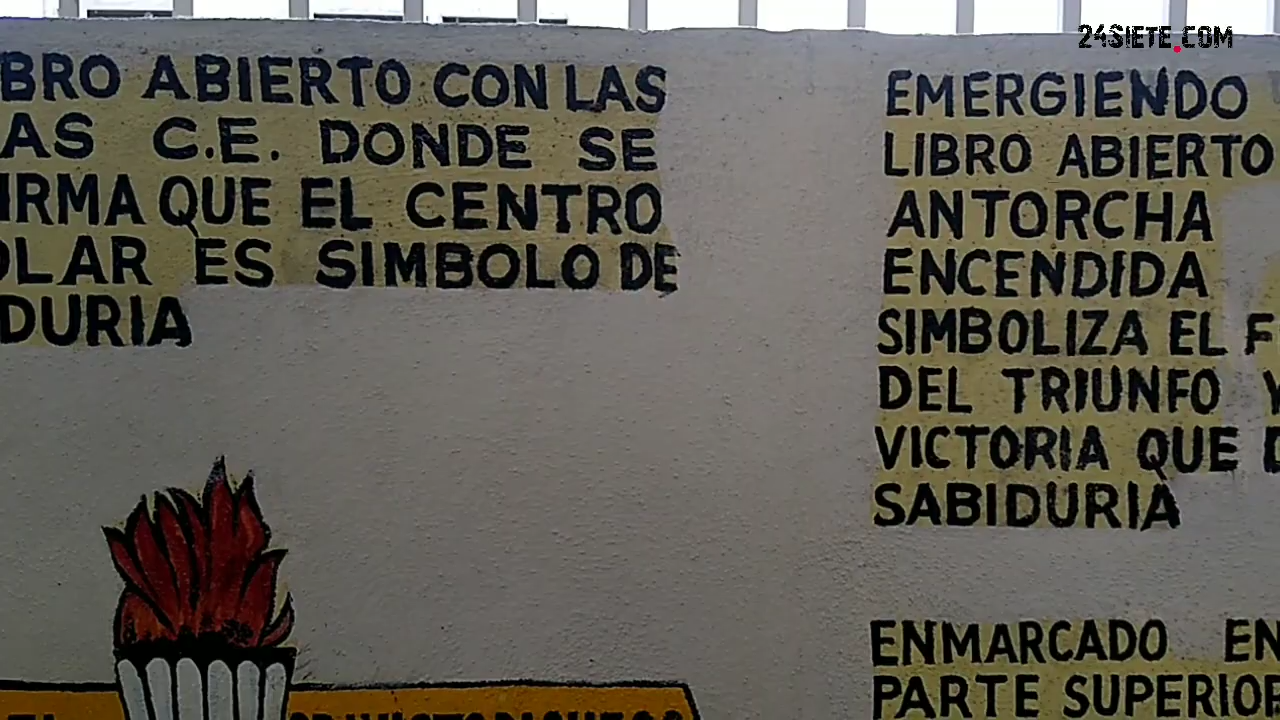 24SIETE.COM
BRO ABIERTO CON LAS
AS C.E. DONDE SE
IRMA QUE EL CENTRO
OLAR ES SIMBOLO DE
DURIA
EMERGIENDO
LIBRO ABIERTO
ANTORCHA
ENCENDIDA
SIMBOLIZA EL F
DEL TRIUNFO Y
VICTORIA QUE D
SABIDURIA
ENMARCADO EN
PARTE SUPERIOR